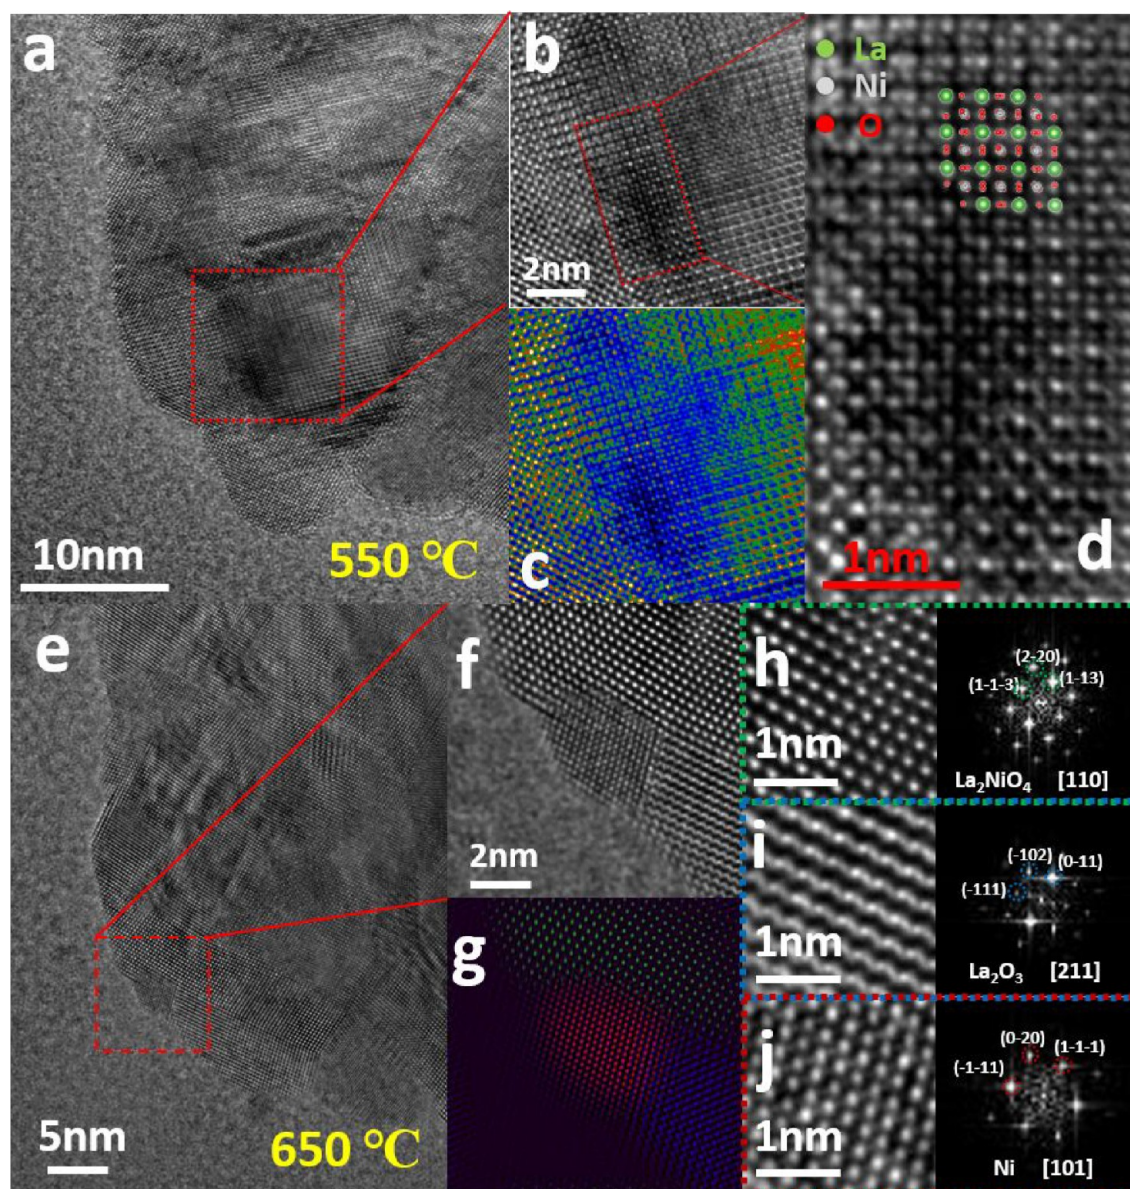 a
10nm
550 ℃
b
2nm
c
La
Ni
O
1nm
d
e
5nm
650 ℃
f
2nm
g
h
1nm
(2-20)
(1-1-3)
(1-13)
La₂NiO₄ [110]
i
1nm
(-102)
(0-11)
(-111)
La₂O₃ [211]
j
1nm
(0-20)
(1-1-1)
(-1-11)
Ni [101]